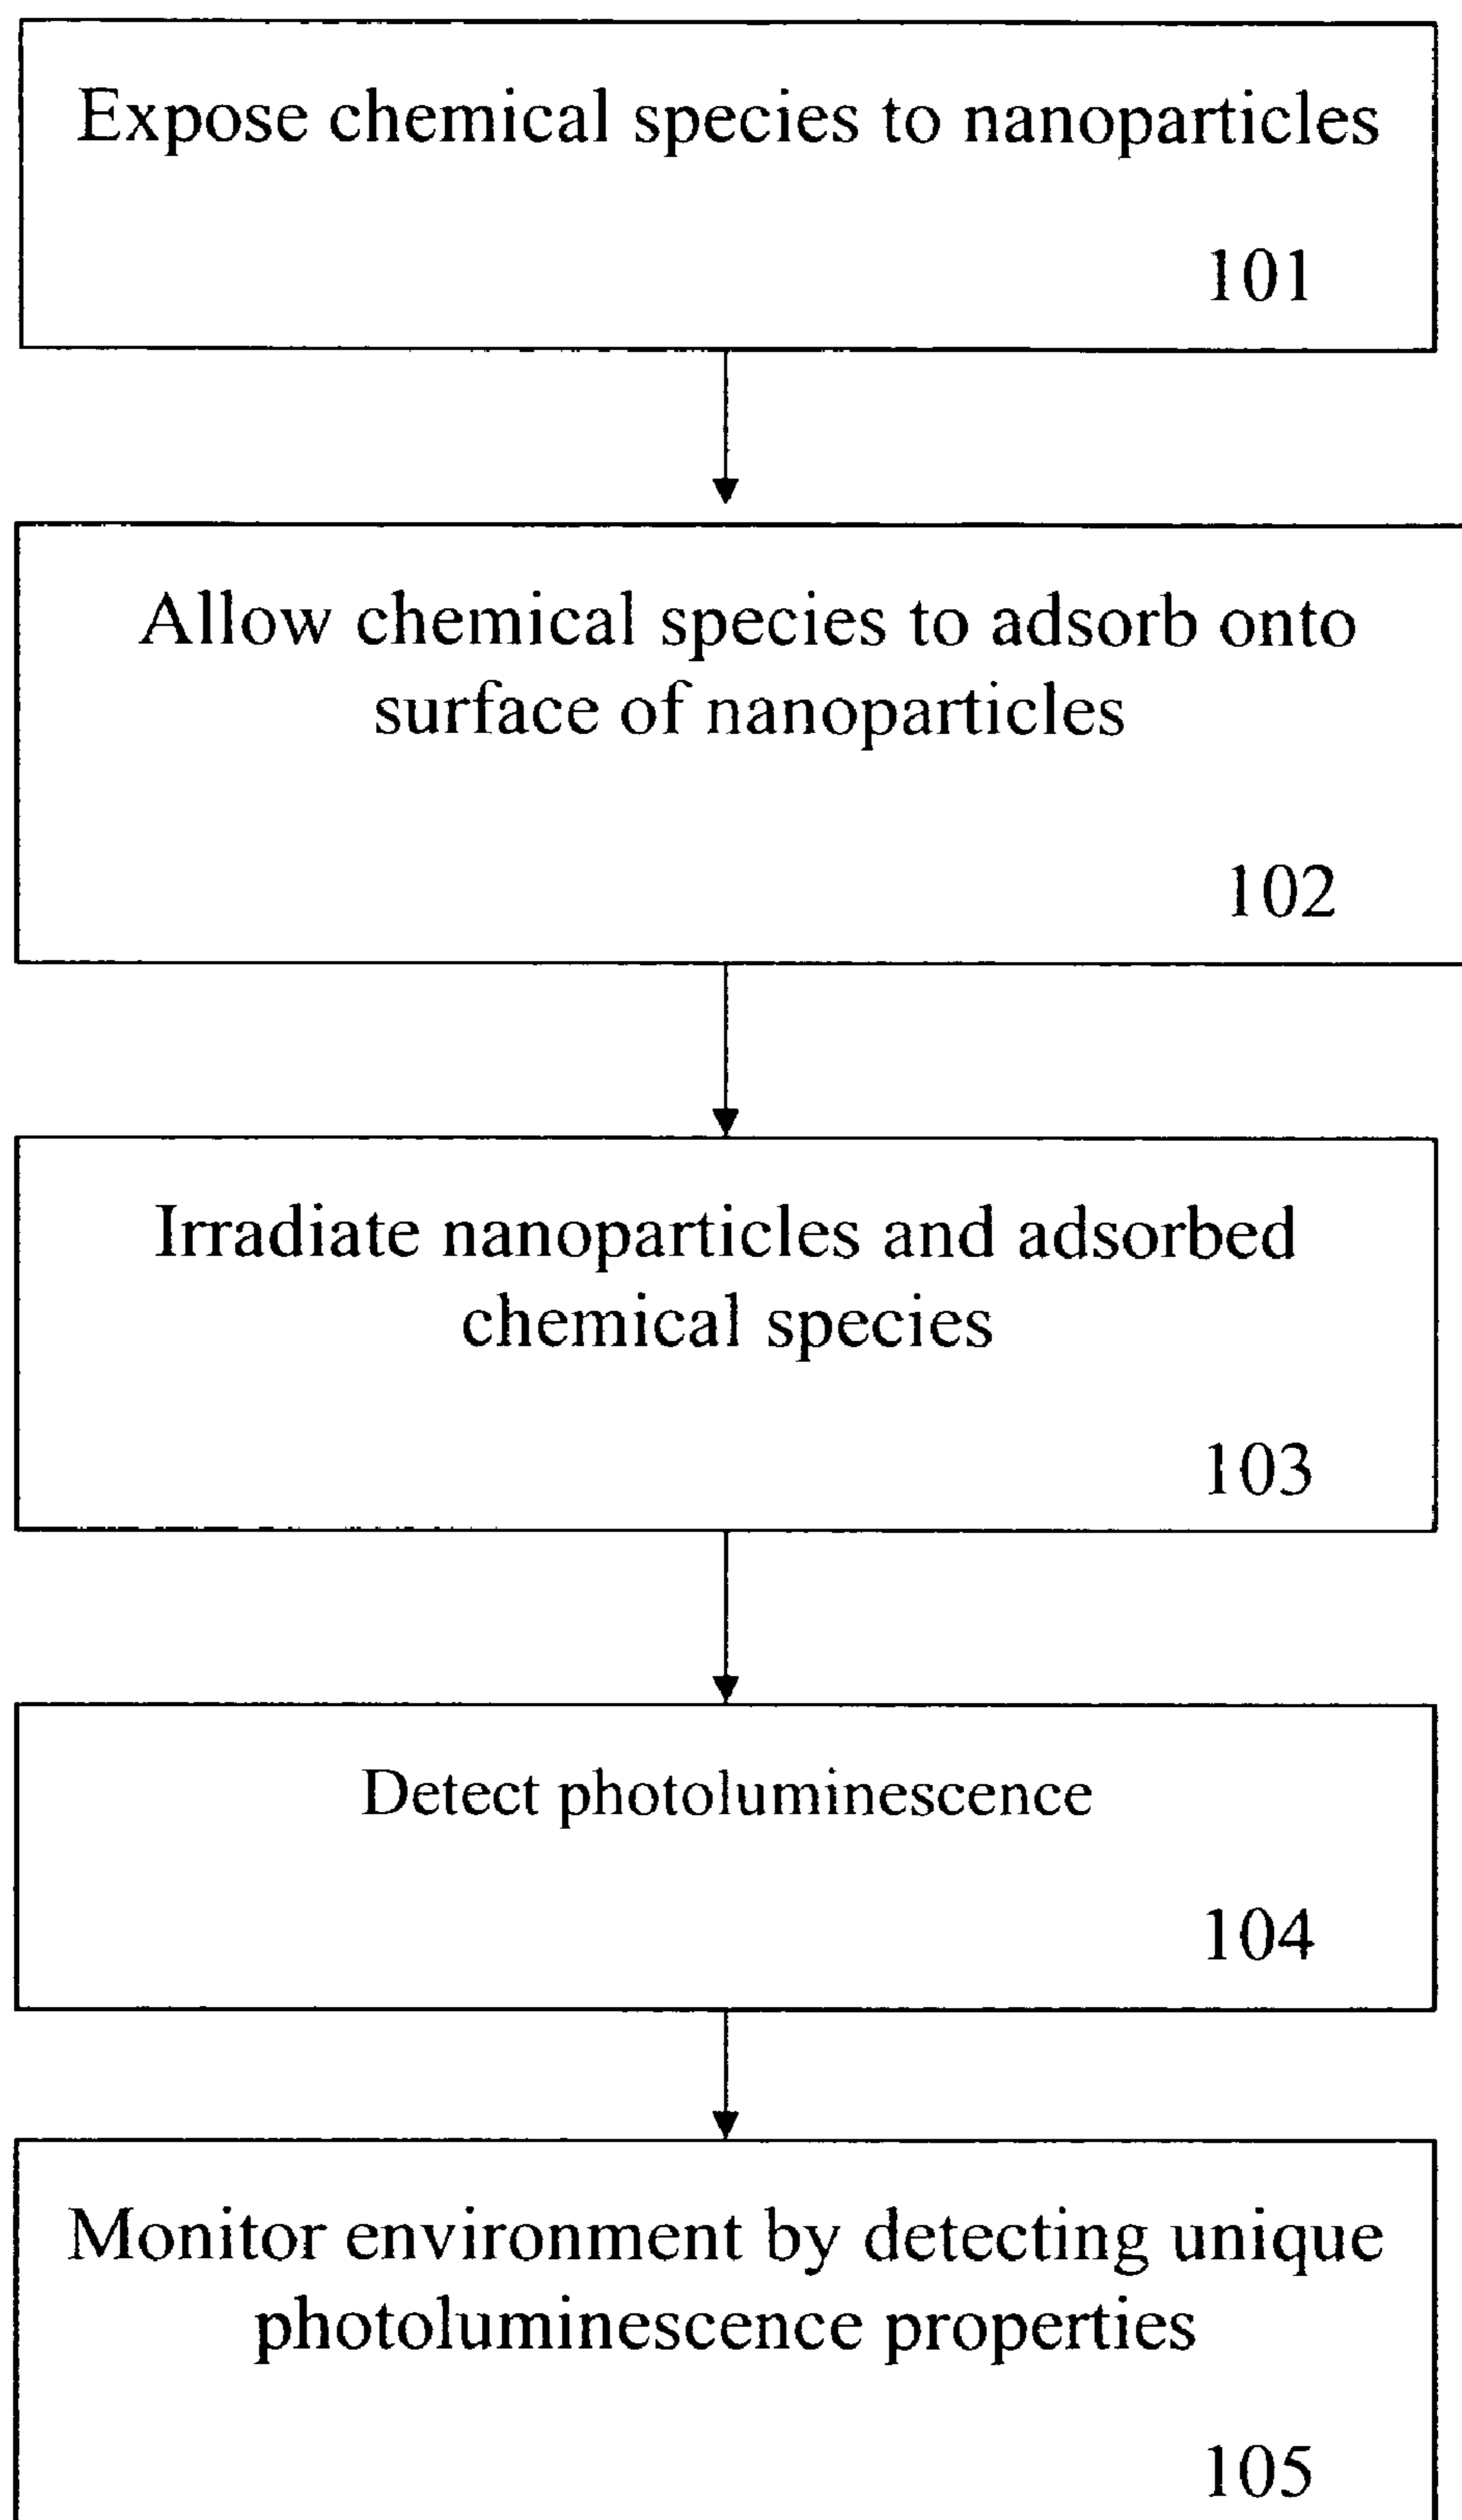 Expose chemical species to nanoparticles
101
Allow chemical species to adsorb onto
surface of nanoparticles
102
Irradiate nanoparticles and adsorbed
chemical species
103
Detect photoluminescence
104
Monitor environment by detecting unique
photoluminescence properties
105